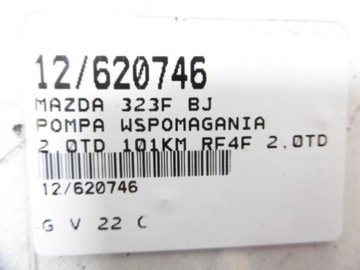 12/620746
MAZDA 323F BJ
POMPA WSPOMAGANIA
2.0TD 101KM RF4F 2.0TD
12/620746
G V 22 C